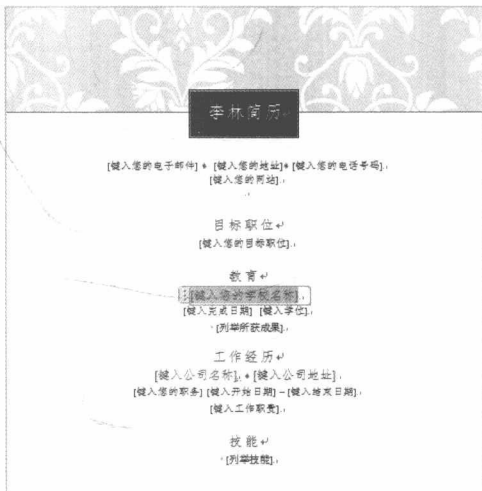 李林简历
[键入您的电子邮件] * [键入您的地址]* [键入您的电话号码].
[键入您的网站].
目标职位↵
[键入您的目标职位].
教育↵
[键入您的学校名称].
[键入完成日期] [键入学位].
[列举所获成果].
工作经历↵
[键入公司名称]. * [键入公司地址].
[键入您的职务] [键入开始日期] – [键入结束日期].
[键入工作职责].
技能↵
[列举技能].